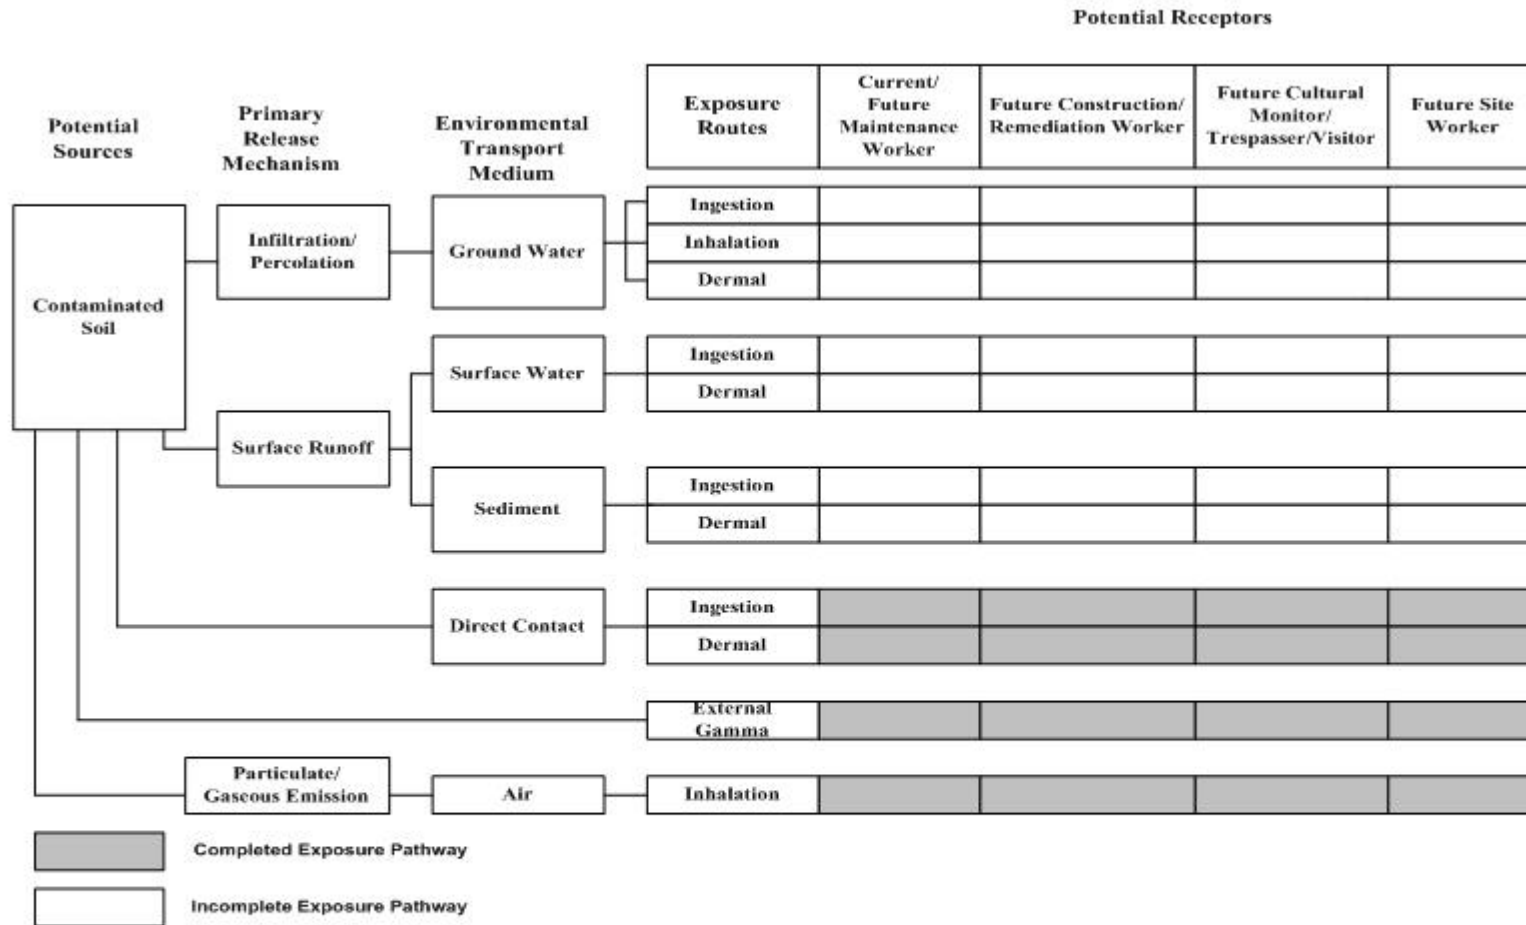 Potential Receptors
Potential
Sources
Primary
Release
Mechanism
Environmental
Transport
Medium
Exposure
Routes
Current/
Future
Maintenance
Worker
Future Construction/
Remediation Worker
Future Cultural
Monitor/
Trespasser/Visitor
Future Site
Worker
Contaminated
Soil
Infiltration/
Percolation
Ground Water
Ingestion
Inhalation
Dermal
Surface Runoff
Surface Water
Ingestion
Dermal
Sediment
Ingestion
Dermal
Direct Contact
Ingestion
Dermal
External
Gamma
Particulate/
Gaseous Emission
Air
Inhalation
Completed Exposure Pathway
Incomplete Exposure Pathway